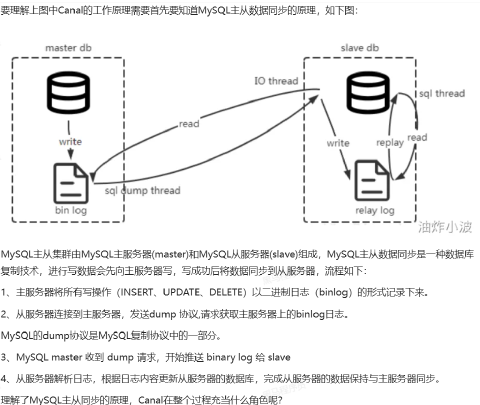 要理解上图中Canal的工作原理需要首先要知道MySQL主从数据同步的原理，如下图：
master db
slave db
IO thread
sql thread
read
write
write
replay
read
sql dump thread
bin log
relay log
油炸小波
MySQL主从集群由MySQL主服务器(master)和MySQL从服务器(slave)组成，MySQL主从数据同步是一种数据库
复制技术，进行写数据会先向主服务器写，写成功后将数据同步到从服务器，流程如下：
1、主服务器将所有写操作（INSERT、UPDATE、DELETE）以二进制日志（binlog）的形式记录下来。
2、从服务器连接到主服务器，发送dump 协议,请求获取主服务器上的binlog日志。
MySQL的dump协议是MySQL复制协议中的一部分。
3、MySQL master 收到 dump 请求，开始推送 binary log 给 slave
4、从服务器解析日志，根据日志内容更新从服务器的数据库，完成从服务器的数据保持与主服务器同步。
理解了MySQL主从同步的原理，Canal在整个过程充当什么角色呢?